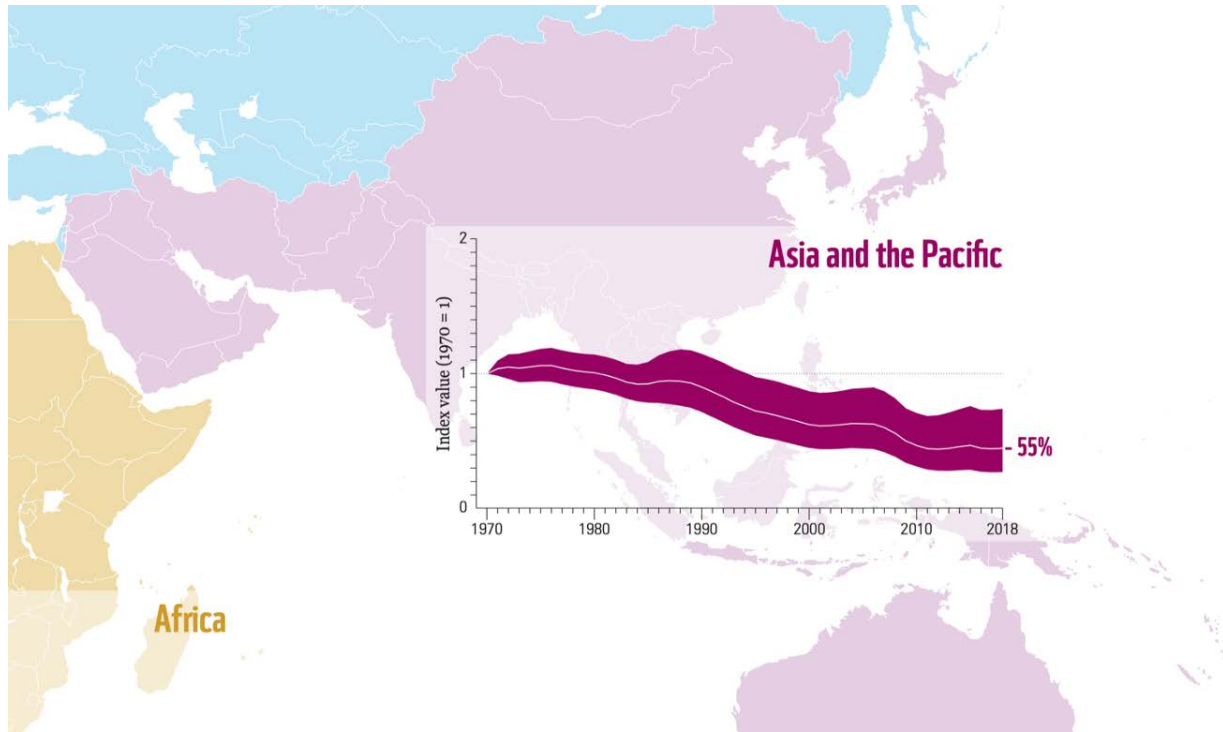 Asia and the Pacific
Index value (1970 = 1)
2
1
0
- 55%
1970 1980 1990 2000 2010 2018
Africa